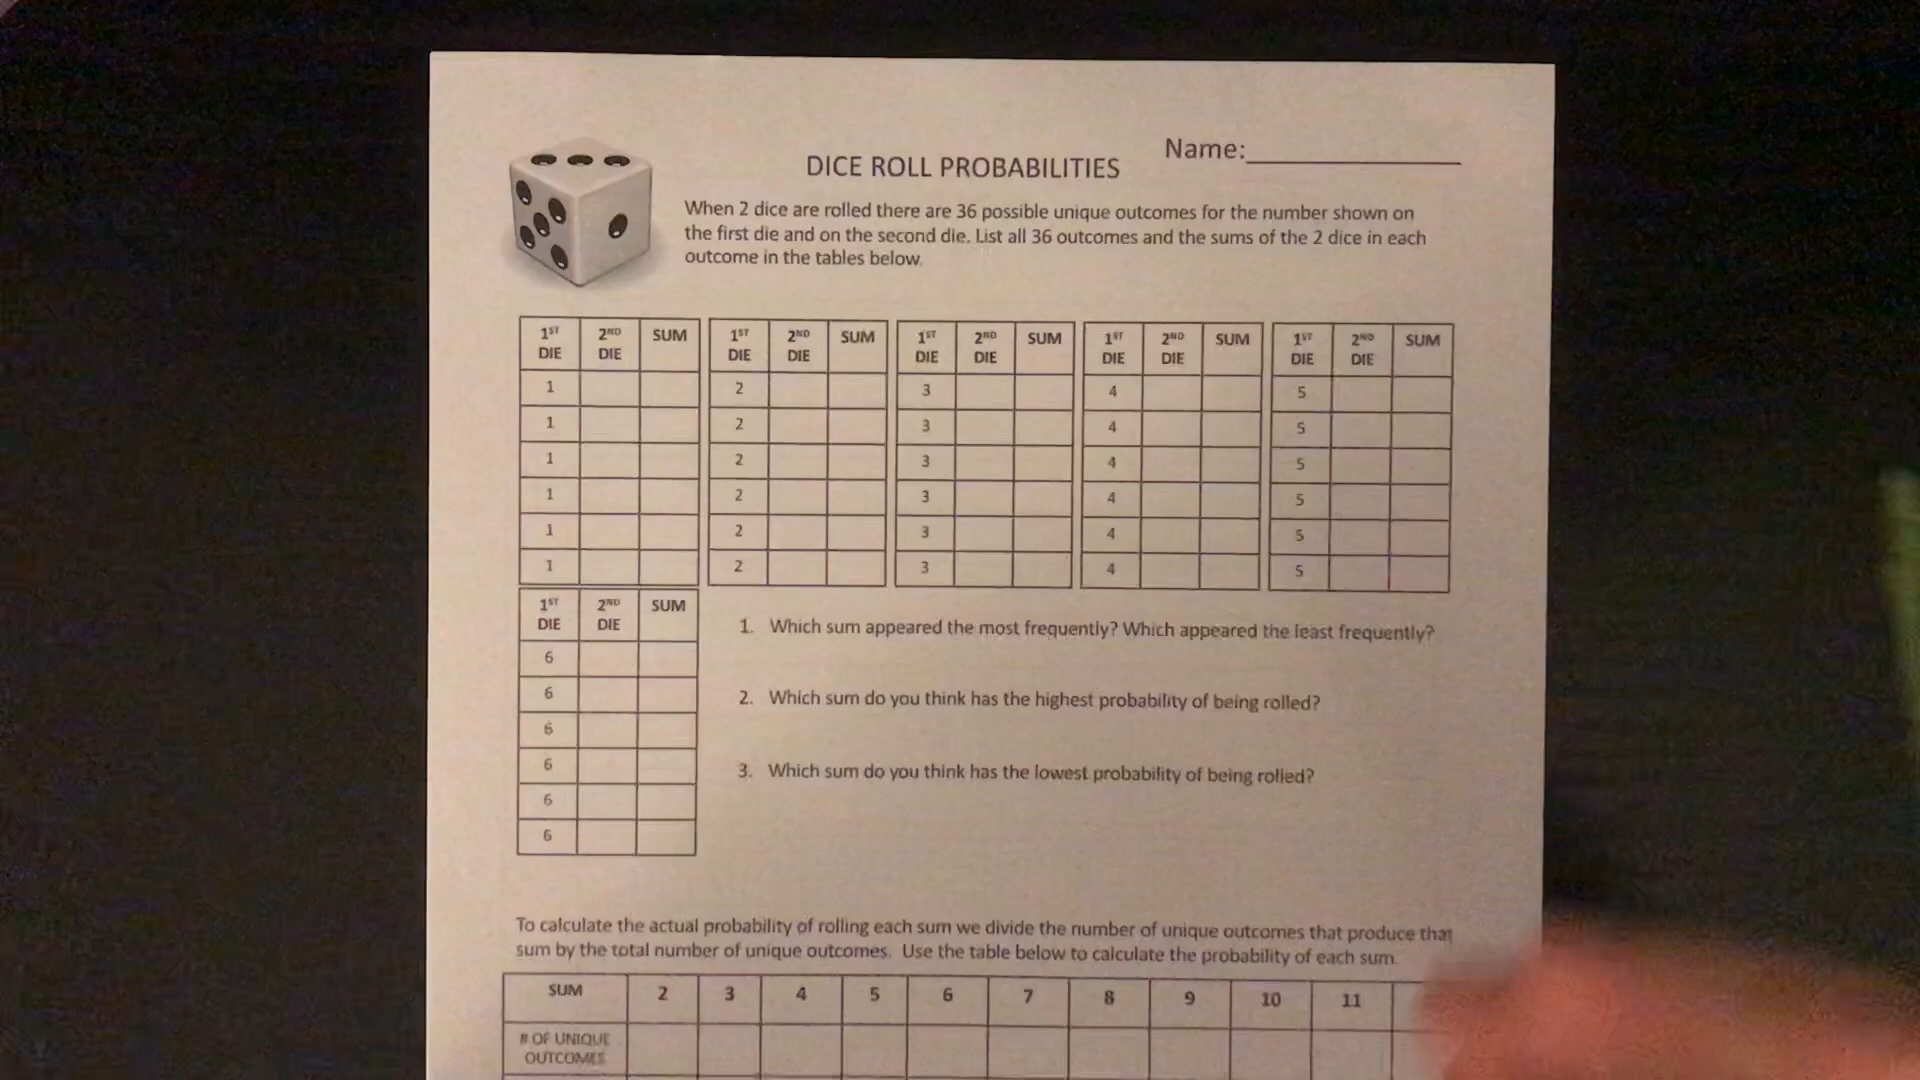 Name:
DICE ROLL PROBABILITIES
When 2 dice are rolled there are 36 possible unique outcomes for the number shown on
the first die and on the second die. List all 36 outcomes and the sums of the 2 dice in each
outcome in the tables below.
1ST DIE 2ND DIE SUM 1ST DIE 2ND DIE SUM 1ST DIE 2ND DIE SUM 1ST DIE 2ND DIE SUM 1ST DIE 2ND DIE SUM
1 2 3 4 5
1 2 3 4 5
1 2 3 4 5
1 2 3 4 5
1 2 3 4 5
1 2 3 4 5
1ST DIE 2ND DIE SUM
6
6
6
6
6
6
1. Which sum appeared the most frequently? Which appeared the least frequently?
2. Which sum do you think has the highest probability of being rolled?
3. Which sum do you think has the lowest probability of being rolled?
To calculate the actual probability of rolling each sum we divide the number of unique outcomes that produce that
sum by the total number of unique outcomes. Use the table below to calculate the probability of each sum.
SUM 2 3 4 5 6 7 8 9 10 11
# OF UNIQUE
OUTCOMES